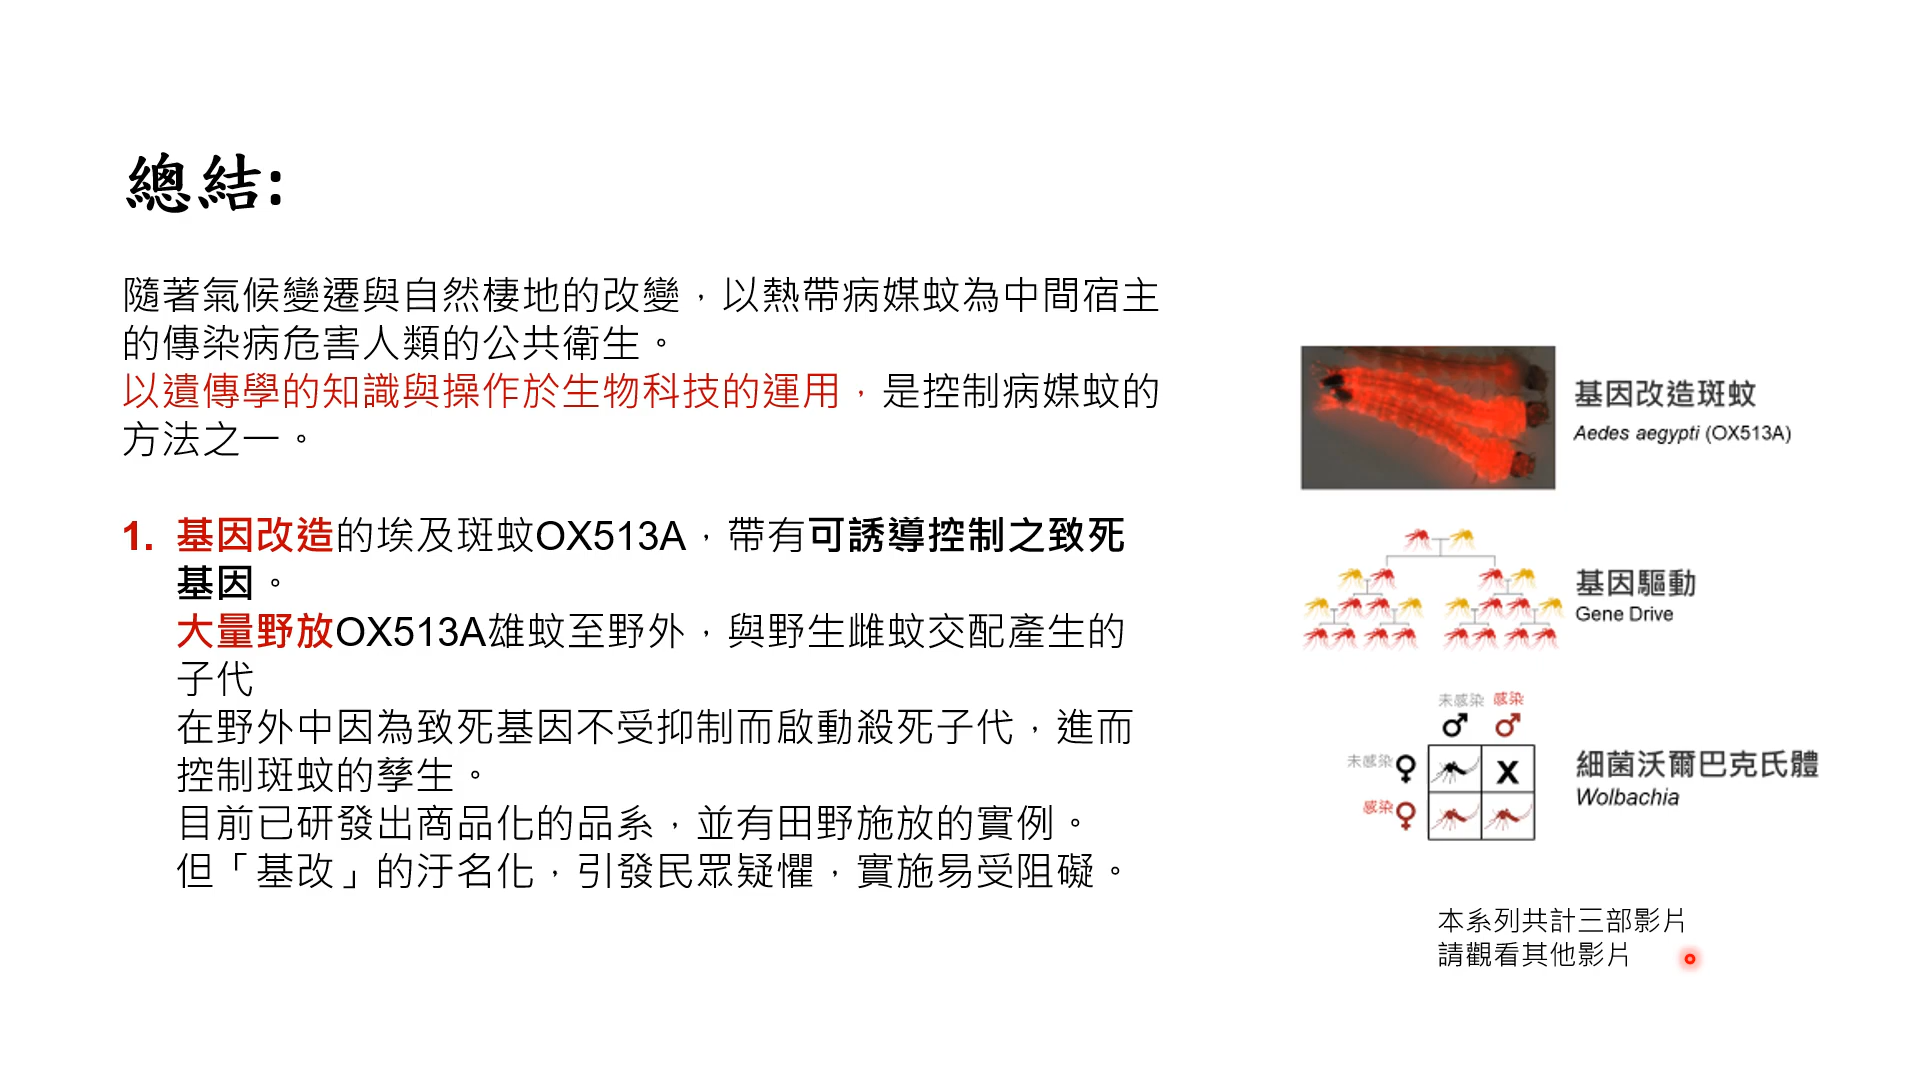 總結:
隨著氣候變遷與自然棲地的改變，以熱帶病媒蚊為中間宿主
的傳染病危害人類的公共衛生。
以遺傳學的知識與操作於生物科技的運用，是控制病媒蚊的
方法之一。
1. 基因改造的埃及斑蚊OX513A，帶有可誘導控制之致死
基因。
大量野放OX513A雄蚊至野外，與野生雌蚊交配產生的
子代
在野外中因為致死基因不受抑制而啟動殺死子代，進而
控制斑蚊的孳生。
目前已研發出商品化的品系，並有田野施放的實例。
但「基改」的汙名化，引發民眾疑懼，實施易受阻礙。
基因改造斑蚊
Aedes aegypti (OX513A)
基因驅動
Gene Drive
未感染 感染
♂ ♂
未感染 ♀ X
感染 ♀
細菌沃爾巴克氏體
Wolbachia
本系列共計三部影片
請觀看其他影片